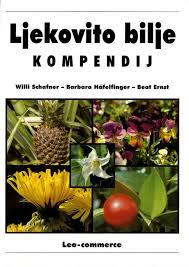 Ljekovito bilje
KOMPENDIJ
Willi Schafner – Barbara Häfelfinger – Beat Ernst
Leo-commerce